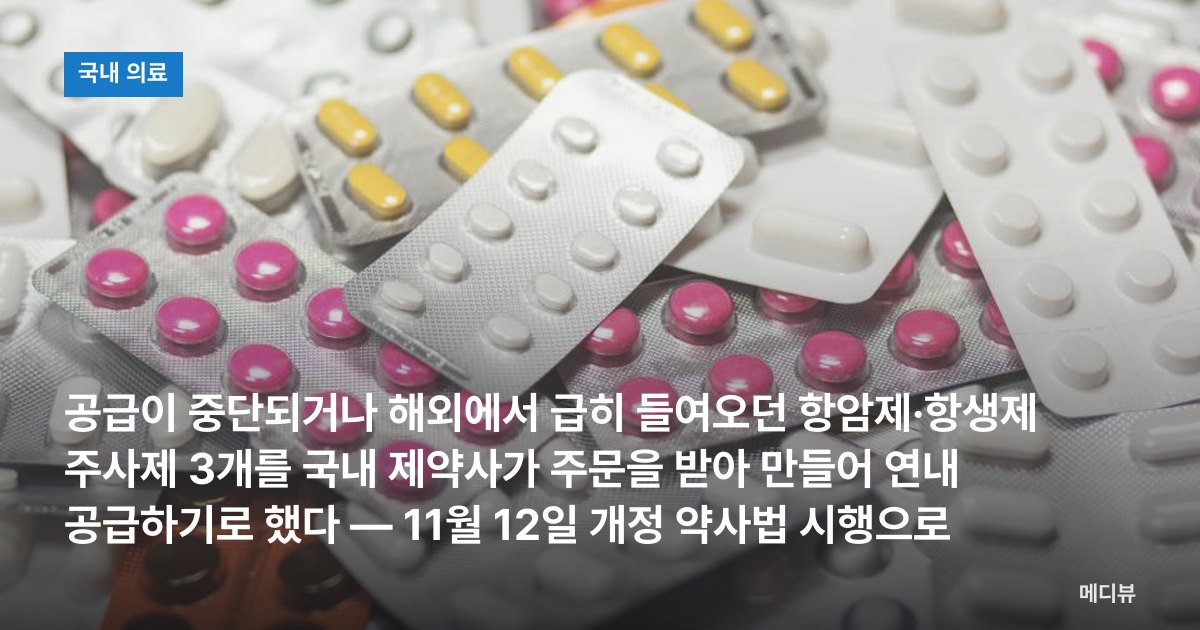 국내 의료
공급이 중단되거나 해외에서 급히 들여오던 항암제·항생제
주사제 3개를 국내 제약사가 주문을 받아 만들어 연내
공급하기로 했다 — 11월 12일 개정 약사법 시행으로
메디뷰